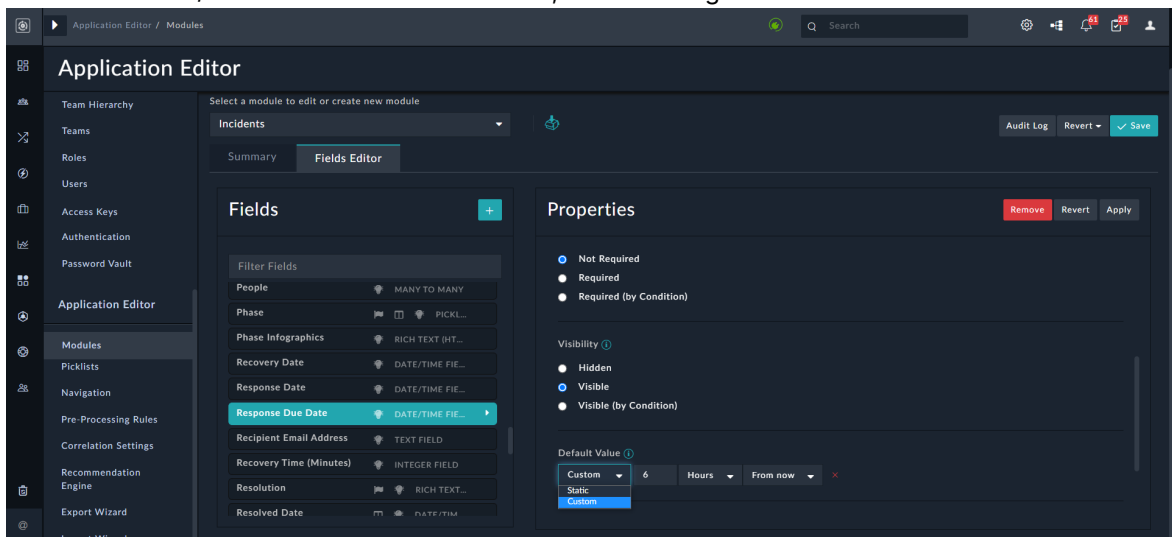 Application Editor / Modules
Search
61
25
Application Editor
Team Hierarchy
Teams
Roles
Users
Access Keys
Authentication
Password Vault
Application Editor
Modules
Picklists
Navigation
Pre-Processing Rules
Correlation Settings
Recommendation
Engine
Export Wizard
@
Select a module to edit or create new module
Incidents
Audit Log
Revert
Save
Summary
Fields Editor
Fields
+
Filter Fields
People MANY TO MANY
Phase PICKL...
Phase Infographics RICH TEXT (HT...
Recovery Date DATE/TIME FIE...
Response Date DATE/TIME FIE...
Response Due Date DATE/TIME FIE...
Recipient Email Address TEXT FIELD
Recovery Time (Minutes) INTEGER FIELD
Resolution RICH TEXT...
Resolved Date DATE/TIM
Properties
Remove
Revert
Apply
Not Required
Required
Required (by Condition)
Visibility
Hidden
Visible
Visible (by Condition)
Default Value
Custom 6 Hours From now ×
Static
Custom